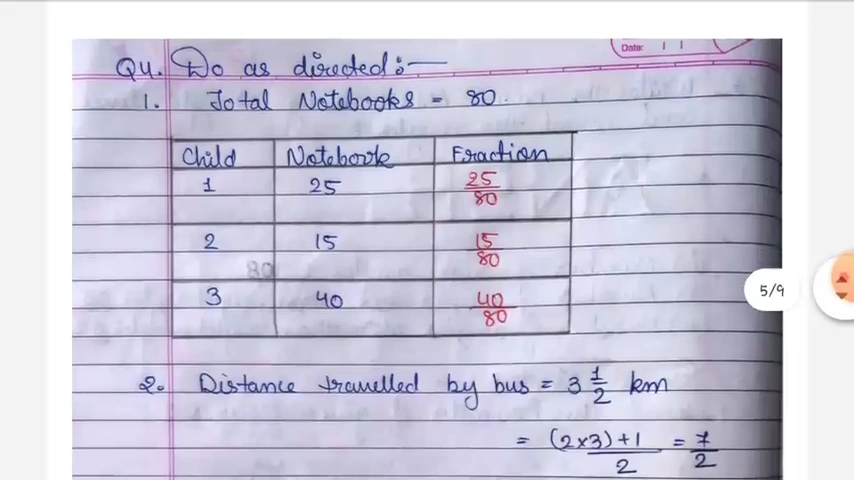 Date:
Q4. Do as directed :-
1. Total Notebooks = 80.
Child Notebook Fraction
1 25 25/80
2 15 15/80
80
3 40 40/80
5/9
2. Distance travelled by bus = 3 1/2 km
= (2x3)+1/2 = 7/2